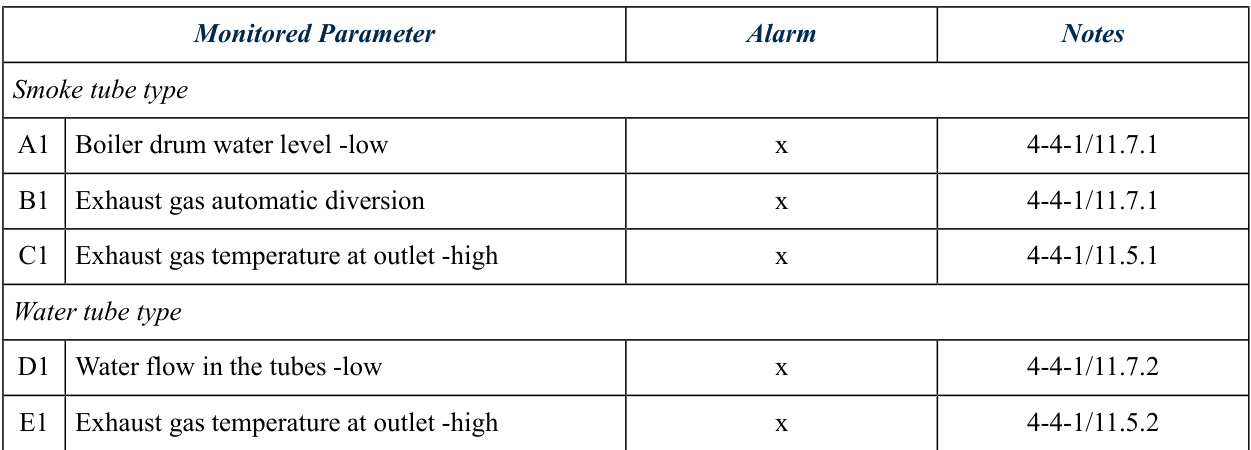 Monitored Parameter Alarm Notes
Smoke tube type
A1 Boiler drum water level -low x 4-4-1/11.7.1
B1 Exhaust gas automatic diversion x 4-4-1/11.7.1
C1 Exhaust gas temperature at outlet -high x 4-4-1/11.5.1
Water tube type
D1 Water flow in the tubes -low x 4-4-1/11.7.2
E1 Exhaust gas temperature at outlet -high x 4-4-1/11.5.2